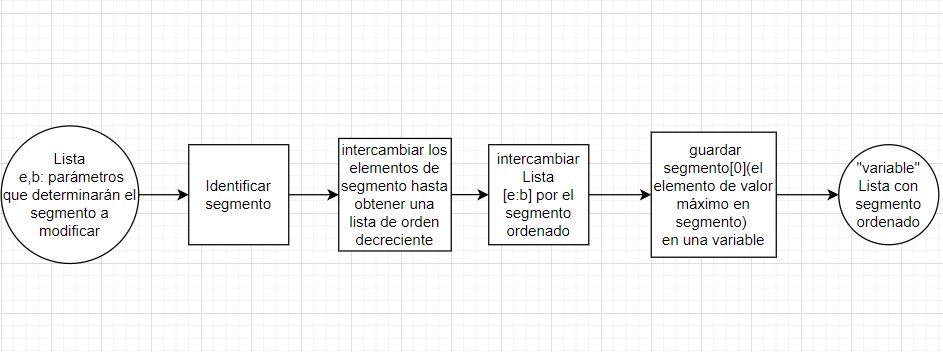 Lista
e,b: parámetros
que determinarán el
segmento a
modificar
Identificar
segmento
intercambiar los
elementos de
segmento hasta
obtener una
lista de orden
decreciente
intercambiar
Lista
[e:b] por el
segmento
ordenado
guardar
segmento[0](el
elemento de valor
máximo en
segmento)
en una variable
"variable"
Lista con
segmento
ordenado